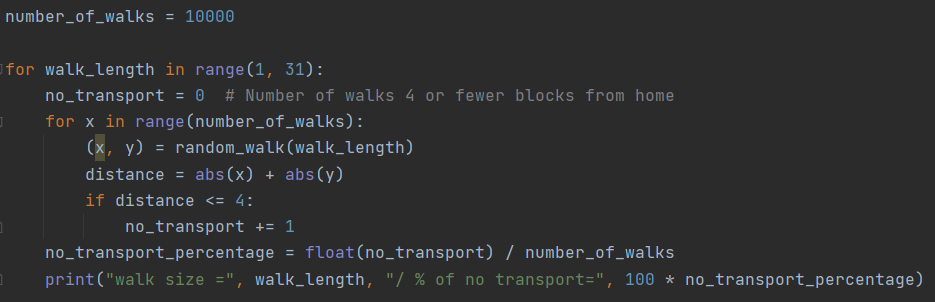 number_of_walks = 10000
for walk_length in range(1, 31):
no_transport = 0  # Number of walks 4 or fewer blocks from home
for x in range(number_of_walks):
(x, y) = random_walk(walk_length)
distance = abs(x) + abs(y)
if distance <= 4:
no_transport += 1
no_transport_percentage = float(no_transport) / number_of_walks
print("walk size =", walk_length, "/ % of no transport=", 100 * no_transport_percentage)